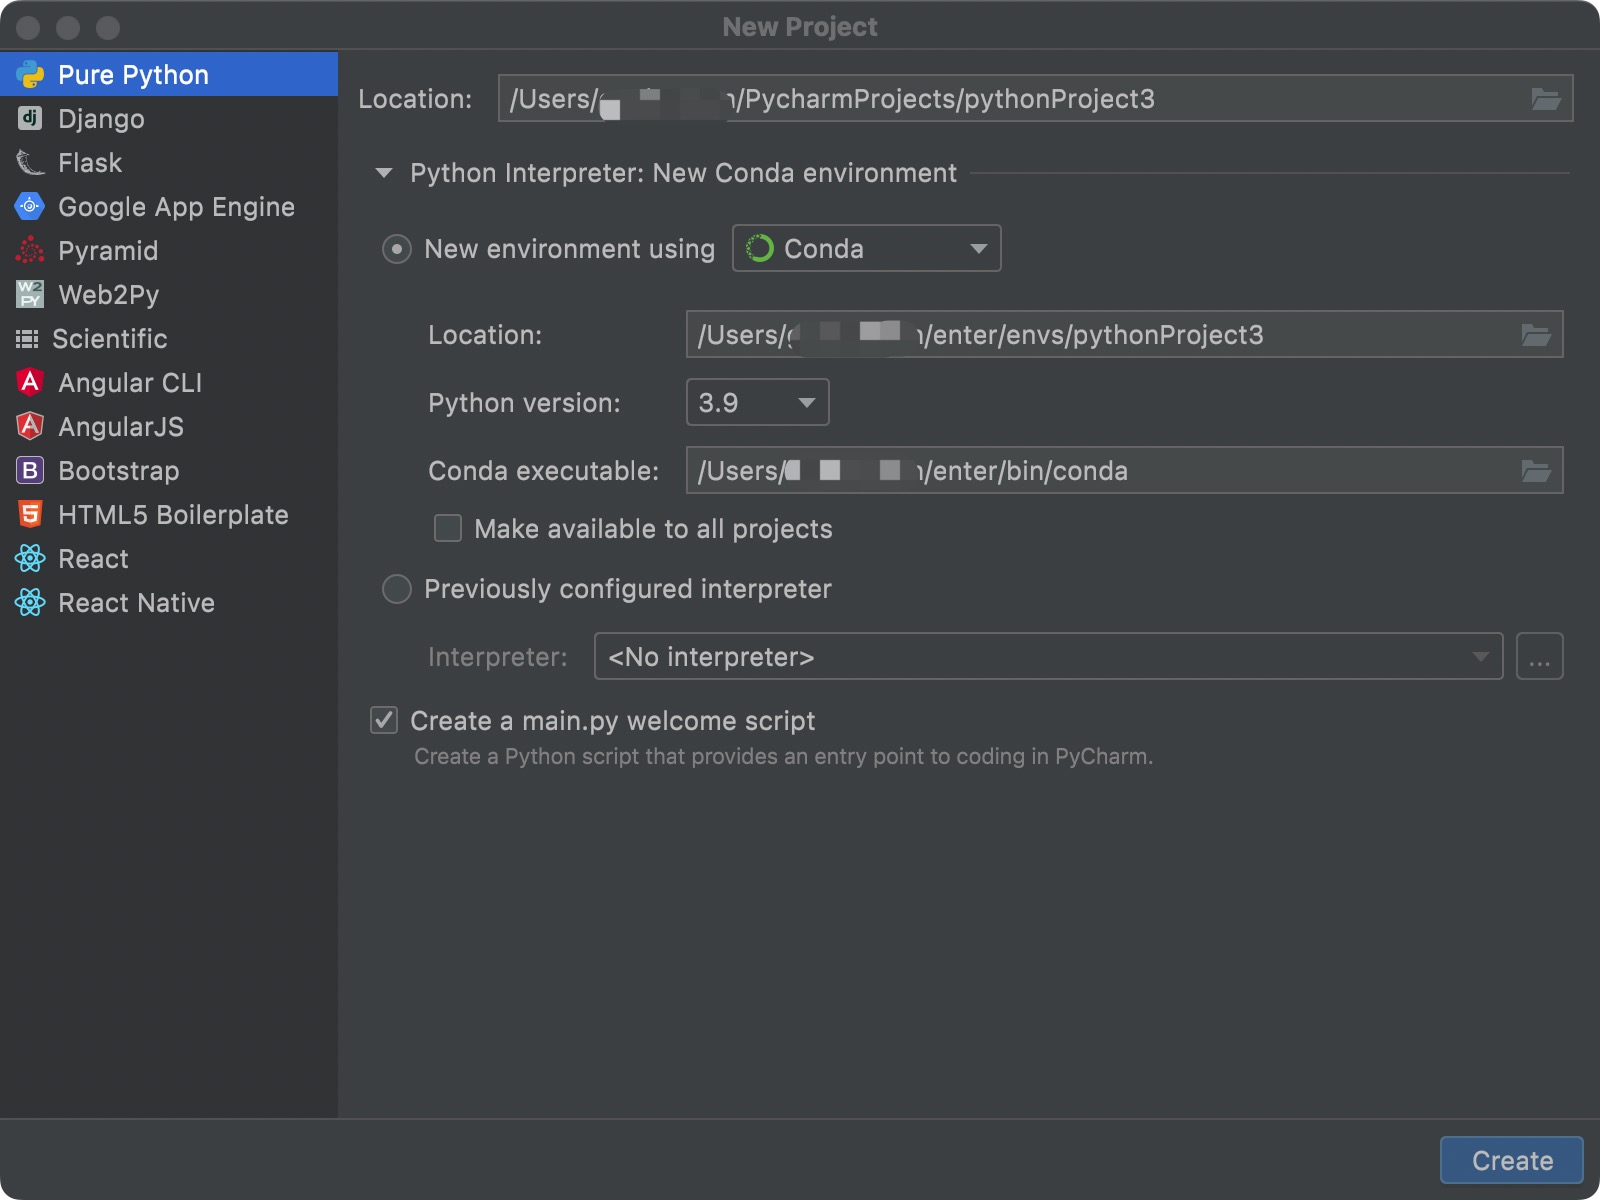 New Project
Pure Python
Django
Flask
Google App Engine
Pyramid
Web2Py
Scientific
Angular CLI
AngularJS
Bootstrap
HTML5 Boilerplate
React
React Native
Location: /Users/ /PycharmProjects/pythonProject3
Python Interpreter: New Conda environment
New environment using Conda
Location: /Users/ /enter/envs/pythonProject3
Python version: 3.9
Conda executable: /Users/ /enter/bin/conda
Make available to all projects
Previously configured interpreter
Interpreter: <No interpreter> ...
Create a main.py welcome script
Create a Python script that provides an entry point to coding in PyCharm.
Create